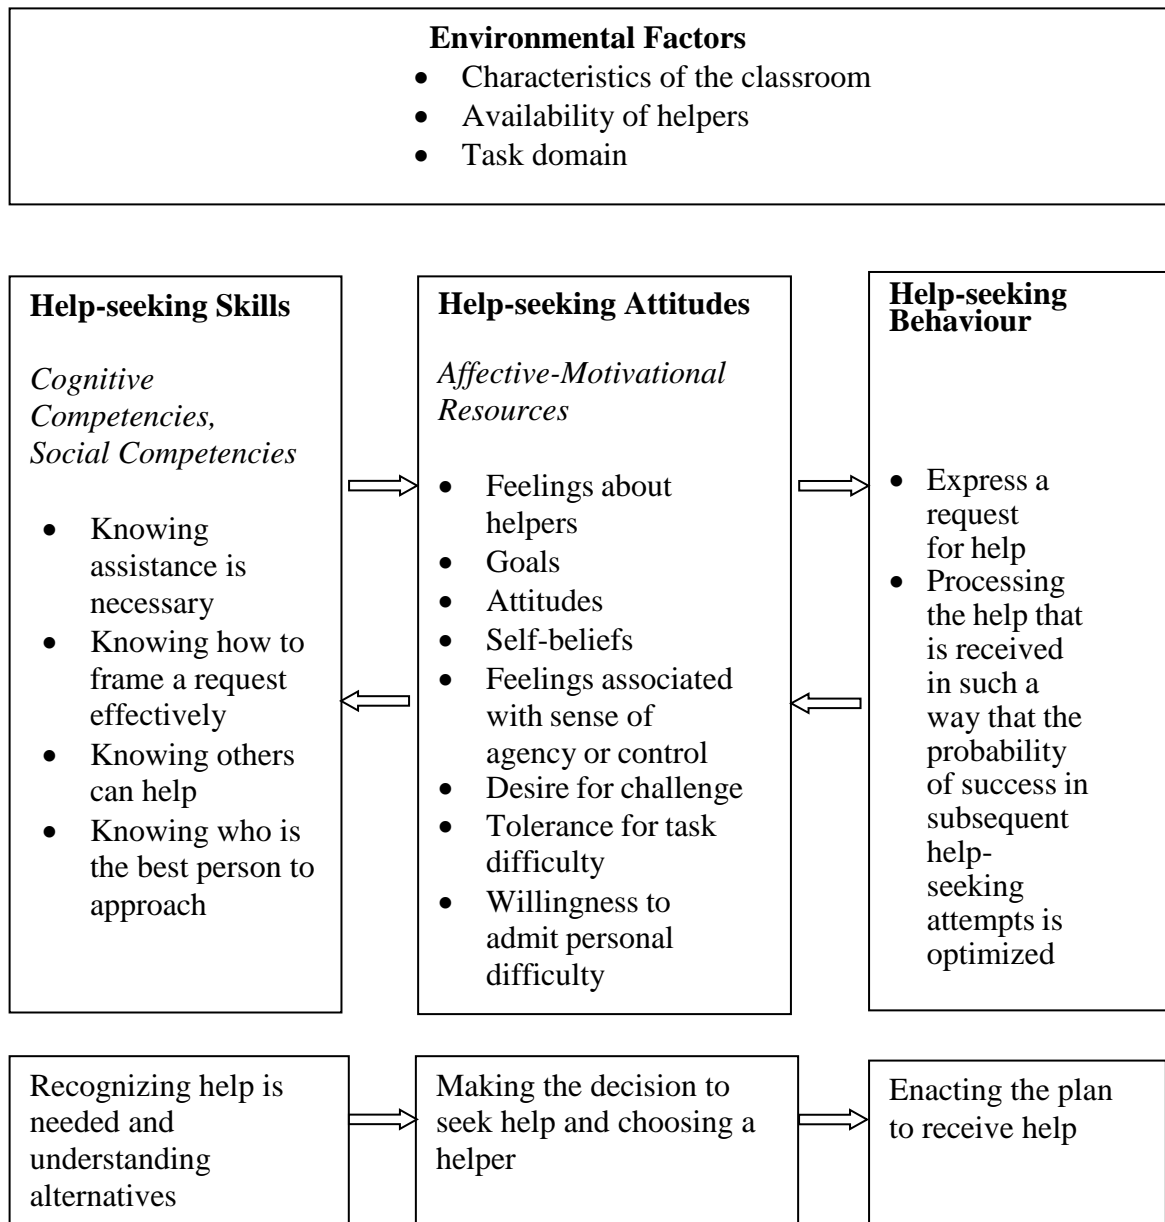 Environmental Factors
• Characteristics of the classroom
• Availability of helpers
• Task domain
Help-seeking Skills
Cognitive
Competencies,
Social Competencies
• Knowing
assistance is
necessary
• Knowing how to
frame a request
effectively
• Knowing others
can help
• Knowing who is
the best person to
approach
Help-seeking Attitudes
Affective-Motivational
Resources
• Feelings about
helpers
• Goals
• Attitudes
• Self-beliefs
• Feelings associated
with sense of
agency or control
• Desire for challenge
• Tolerance for task
difficulty
• Willingness to
admit personal
difficulty
Help-seeking
Behaviour
• Express a
request
for help
• Processing
the help that
is received
in such a
way that the
probability
of success in
subsequent
help-
seeking
attempts is
optimized
Recognizing help is
needed and
understanding
alternatives
Making the decision to
seek help and choosing a
helper
Enacting the plan
to receive help